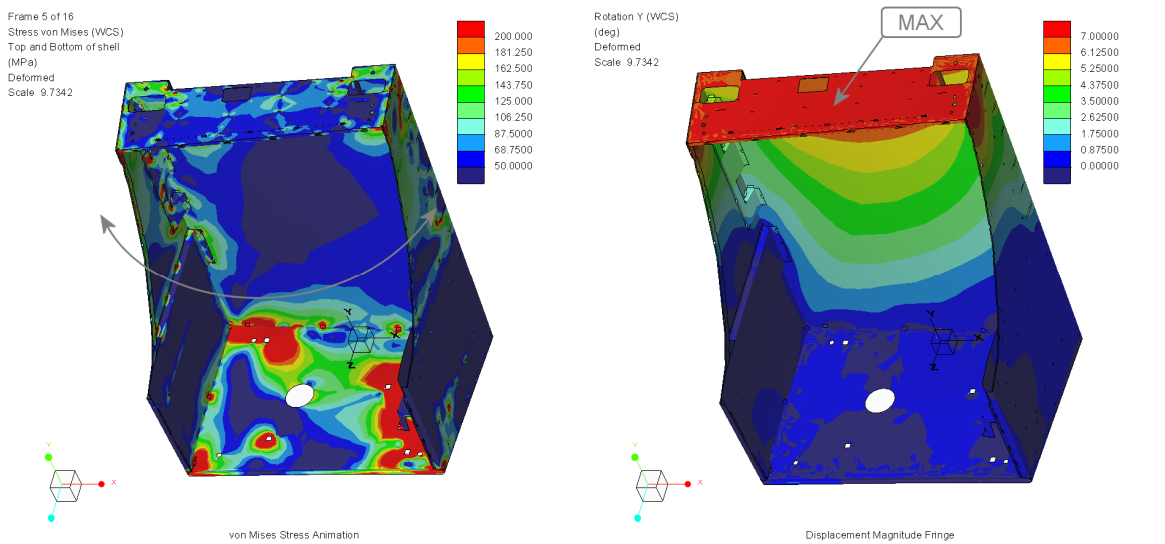 Frame 5 of 16
Stress von Mises (WCS)
Top and Bottom of shell
(MPa)
Deformed
Scale 9.7342
200.000
181.250
162.500
143.750
125.000
106.250
87.5000
68.7500
50.0000
Y
X
Z
Y
X
von Mises Stress Animation
Rotation Y (WCS)
(deg)
Deformed
Scale 9.7342
MAX
7.00000
6.12500
5.25000
4.37500
3.50000
2.62500
1.75000
0.87500
0.00000
Y
X
Z
Y
X
Displacement Magnitude Fringe